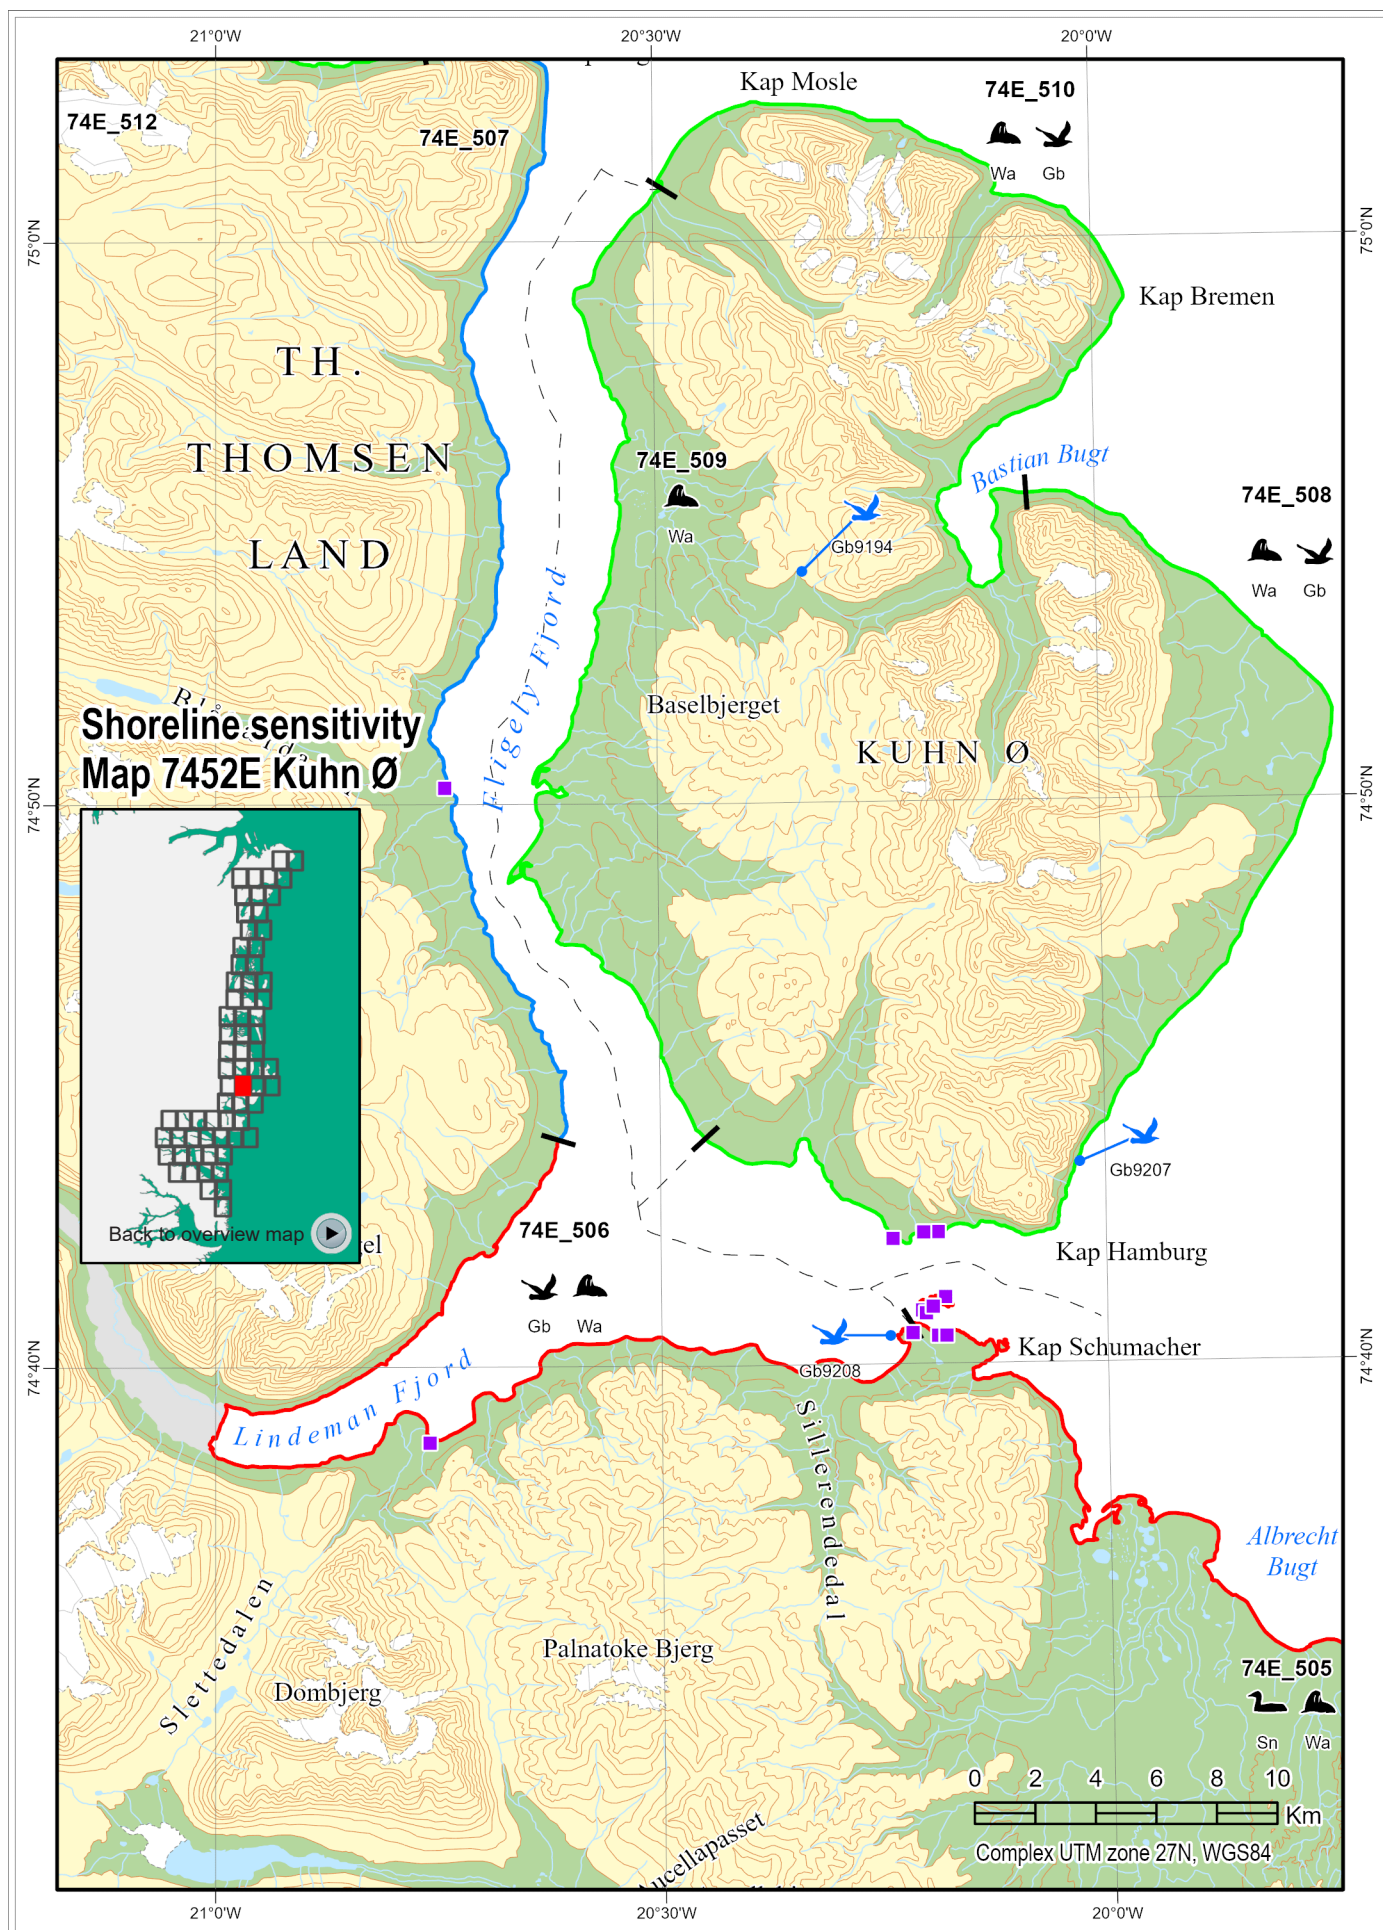 21°0'W
20°30'W
20°0'W
Kap Mosle
74E_510
74E_512
74E_507
Wa
Gb
75°0'N
75°0'N
Kap Bremen
TH.
THOMSEN
LAND
74E_509
Wa
Bastian Bugt
74E_508
Wa
Gb
Gb9194
Fligely Fjord
Baselbjerget
KUHN Ø
Shoreline sensitivity
Map 7452E Kuhn Ø
74°50'N
74°50'N
Back to overview map
Gb9207
74E_506
Gb
Wa
Kap Hamburg
Kap Schumacher
Gb9208
74°40'N
74°40'N
Lindeman Fjord
Sillerendedal
Albrecht
Bugt
Slettedalen
Palnatoke Bjerg
Dombjerg
74E_505
Sn
Wa
0 2 4 6 8 10
Km
Complex UTM zone 27N, WGS84
21°0'W
20°30'W
20°0'W